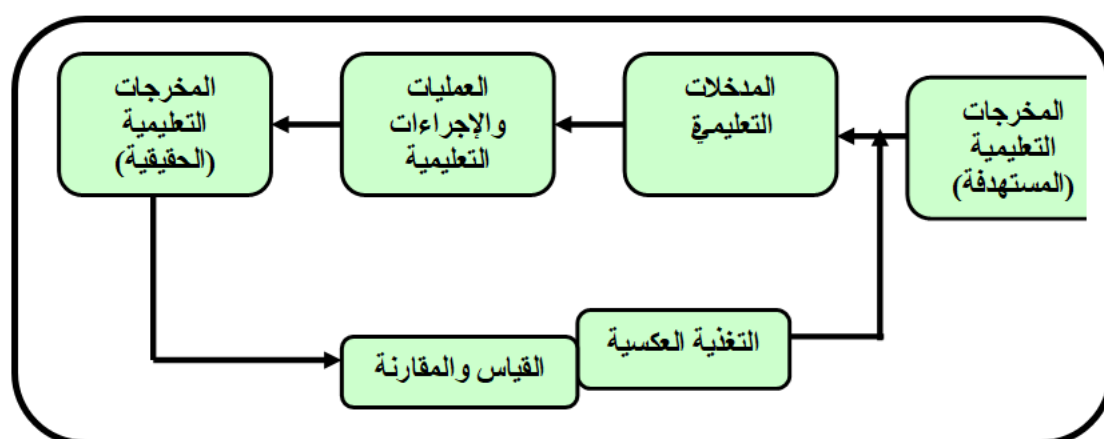 المخرجات
التعليمية
(المستهدفة)
المدخلات
التعليمية
العمليات
والإجراءات
التعليمية
المخرجات
التعليمية
(الحقيقية)
القياس والمقارنة
التغذية العكسية